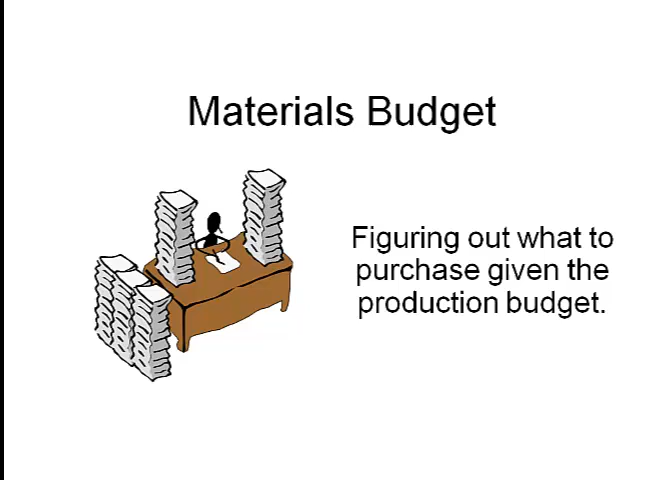 Materials Budget
Figuring out what to
purchase given the
production budget.